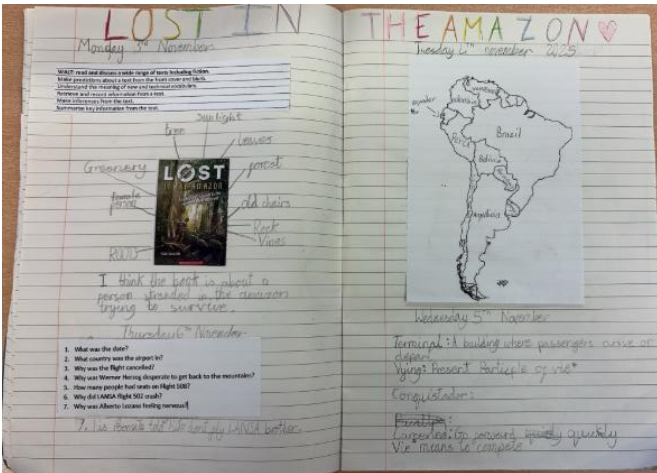 LOST IN THE AMAZON
Monday 3rd November
WALT: read and discuss a wide range of texts including fiction.
Make predictions about a text from the front cover and blurb.
Understand the meaning of new and technical vocabulary.
Retrieve and record information from a text.
Make inferences from the text.
Summarise key information from the text.
sunlight
tree
leaves
Greenery
forest
LOST
IN THE AMAZON
female
person
old chairs
Rock
Vines
I think the book is about a
person stranded in the amazon
trying to survive.
Thursday 6th November
1. What was the date?
2. What country was the airport in?
3. Why was the flight cancelled?
4. Why was Werner Herzog desperate to get back to the mountains?
5. How many people had seats on Flight 508?
6. Why did LANSA flight 502 crash?
7. Why was Alberto Lozano feeling nervous?
Tuesday 4th november 2025
Venezuela
Colombia
Peru
Brazil
Bolivia
Wednesday 5th November
Terminal: A building where passengers arrive or
depart
Vying: Present Participle of vie*
Conquistador:
Vie means to compete